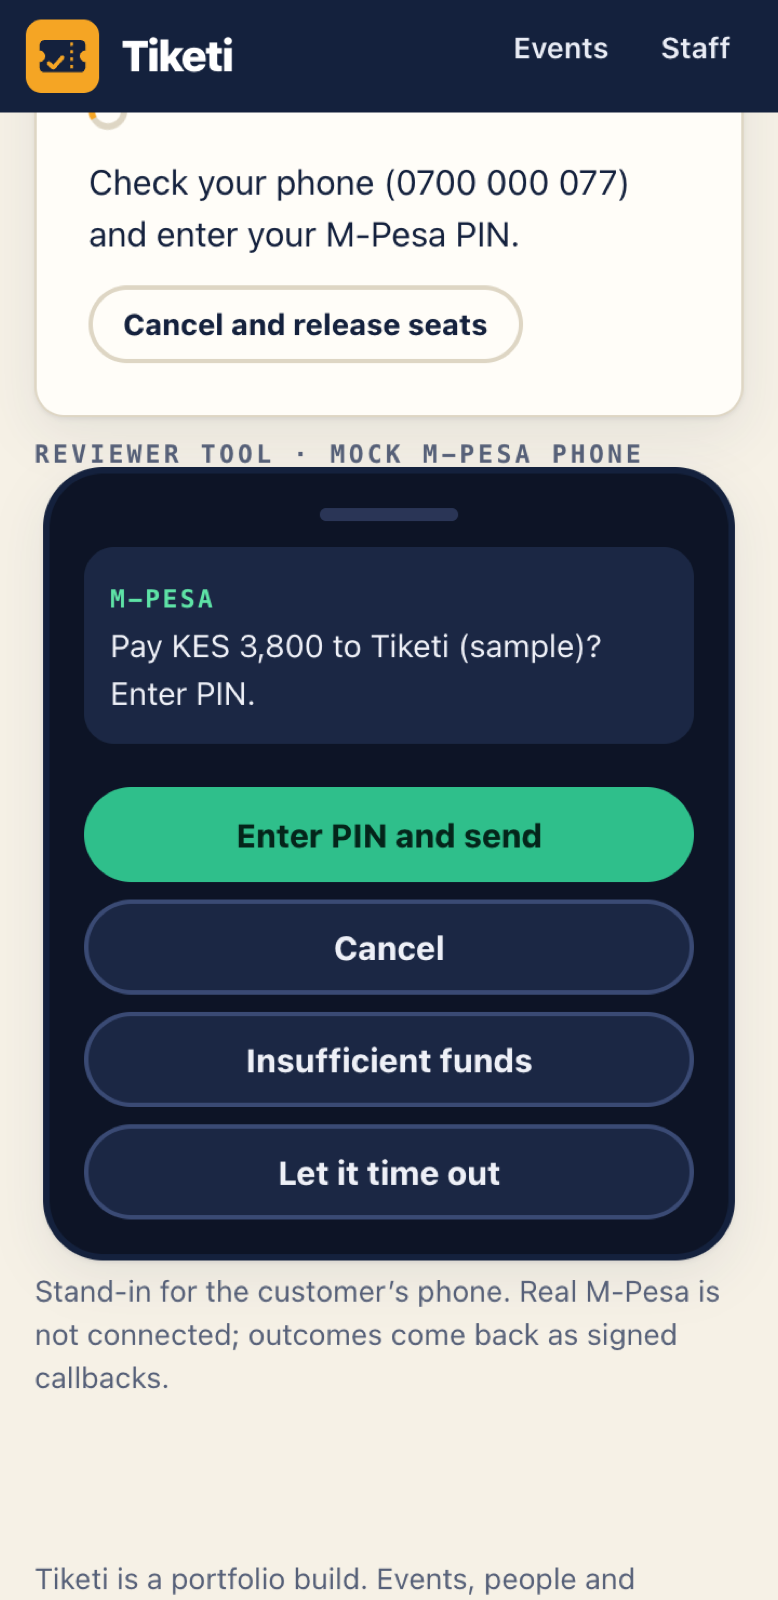 Tiketi
Events
Staff
Check your phone (0700 000 077)
and enter your M-Pesa PIN.
Cancel and release seats
REVIEWER TOOL · MOCK M–PESA PHONE
M–PESA
Pay KES 3,800 to Tiketi (sample)?
Enter PIN.
Enter PIN and send
Cancel
Insufficient funds
Let it time out
Stand-in for the customer’s phone. Real M-Pesa is
not connected; outcomes come back as signed
callbacks.
Tiketi is a portfolio build. Events, people and